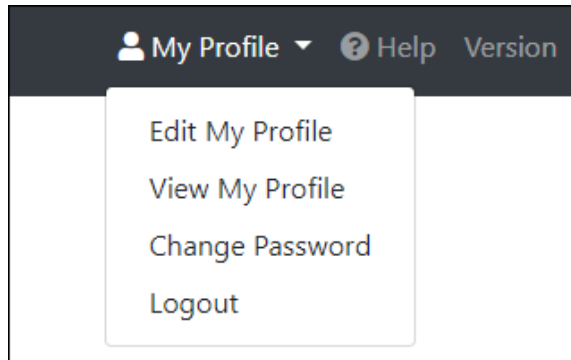 My Profile Help Version
Edit My Profile
View My Profile
Change Password
Logout